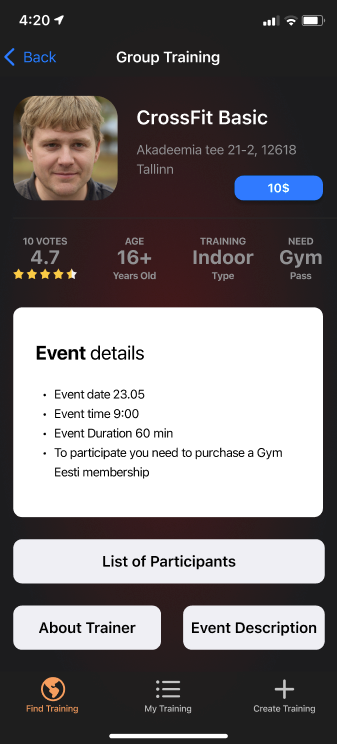 4:20
Back
Group Training
CrossFit Basic
Akadeemia tee 21-2, 12618
Tallinn
10$
10 VOTES
4.7
AGE
16+
Years Old
TRAINING
Indoor
Type
NEED
Gym
Pass
Event details
• Event date 23.05
• Event time 9:00
• Event Duration 60 min
• To participate you need to purchase a Gym
Eesti membership
List of Participants
About Trainer
Event Description
Find Training
My Training
Create Training